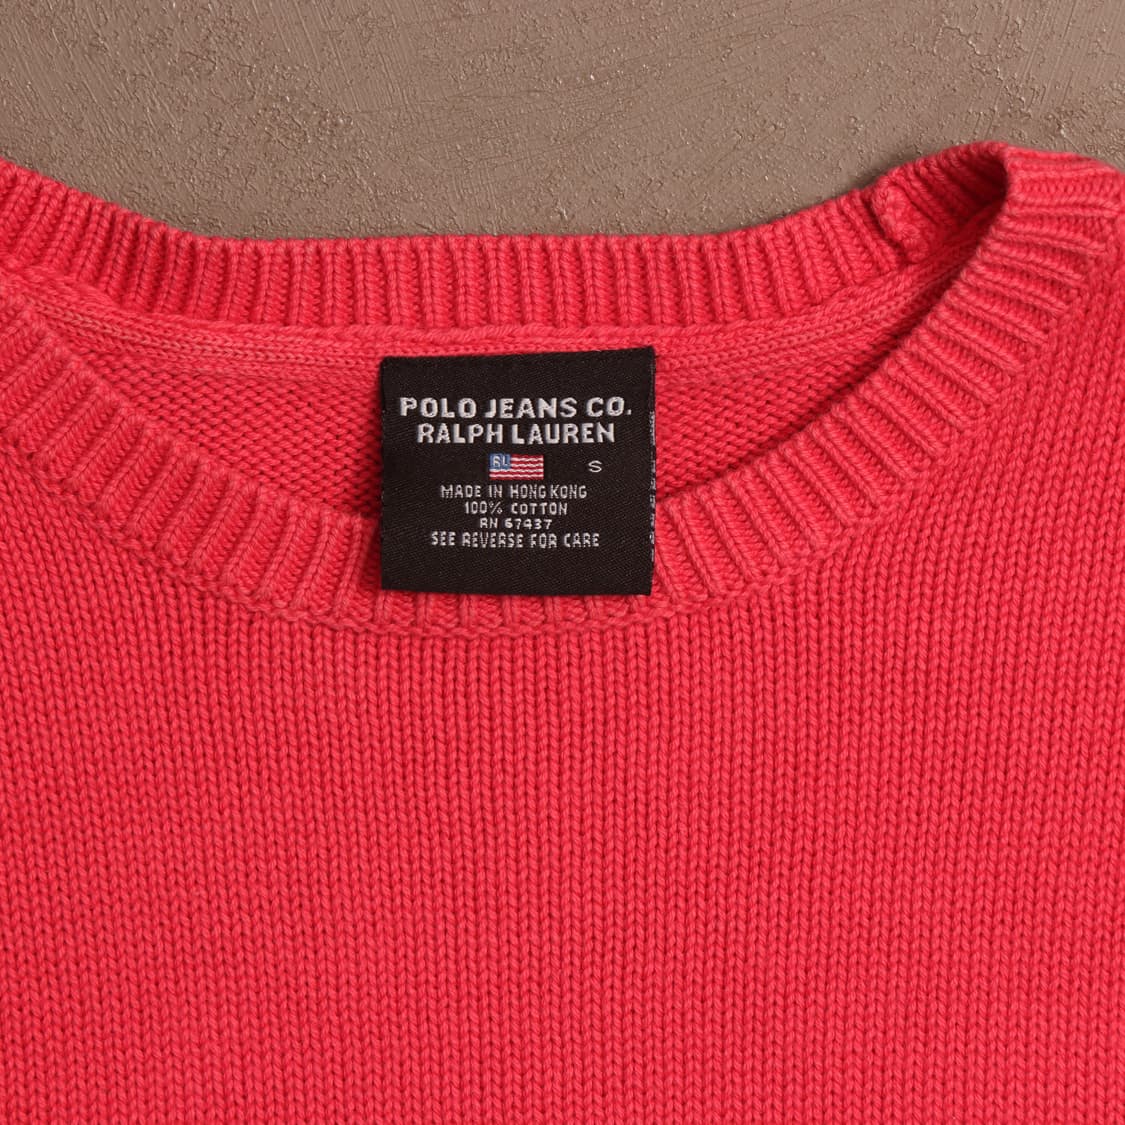 POLO JEANS CO.
RALPH LAUREN
RL S
MADE IN HONG KONG
100% COTTON
RN 67437
SEE REVERSE FOR CARE